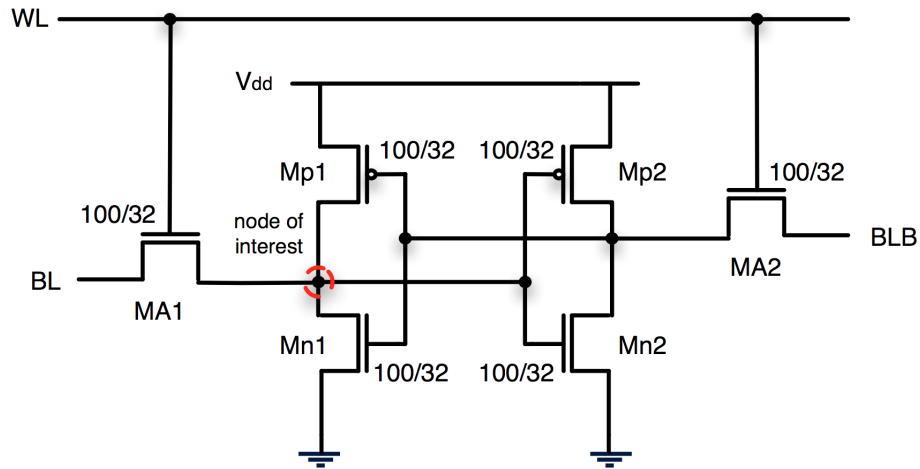 WL
Vdd
100/32
100/32
Mp1
Mp2
100/32
100/32
node of
interest
BL
BLB
MA1
MA2
Mn1
Mn2
100/32
100/32